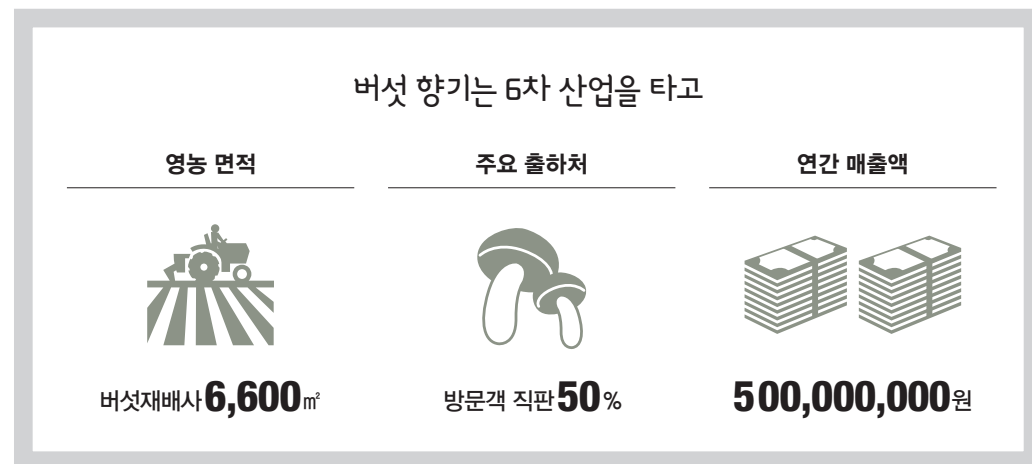 버섯 향기는 6차 산업을 타고
영농 면적
주요 출하처
연간 매출액
버섯재배사 6,600㎡
방문객 직판 50%
500,000,000원